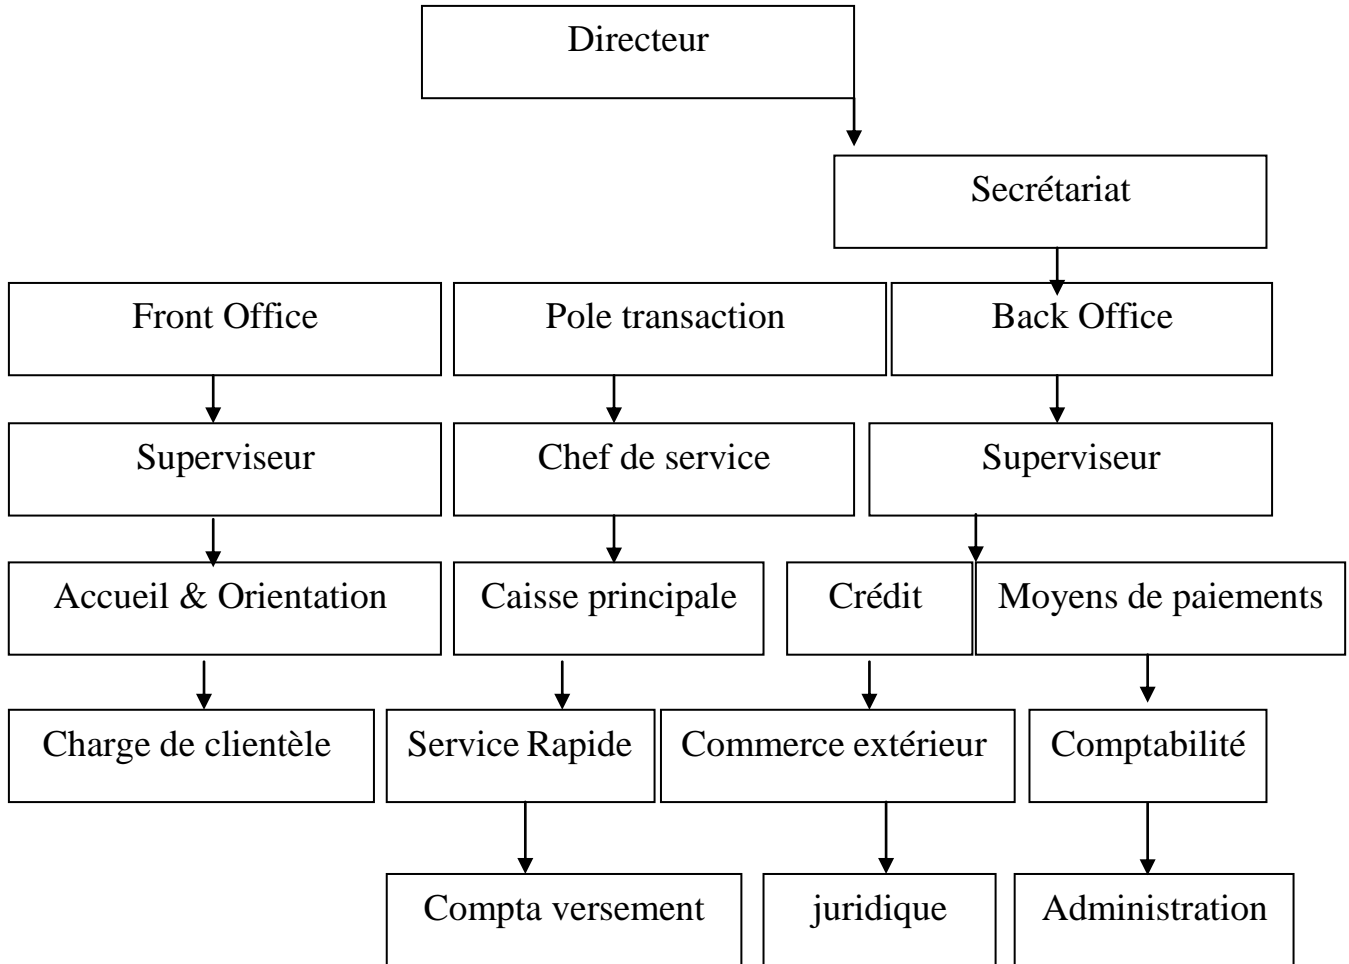 Directeur
Secrétariat
Front Office
Pole transaction
Back Office
Superviseur
Chef de service
Superviseur
Accueil & Orientation
Caisse principale
Crédit
Moyens de paiements
Charge de clientèle
Service Rapide
Commerce extérieur
Comptabilité
Compta versement
juridique
Administration